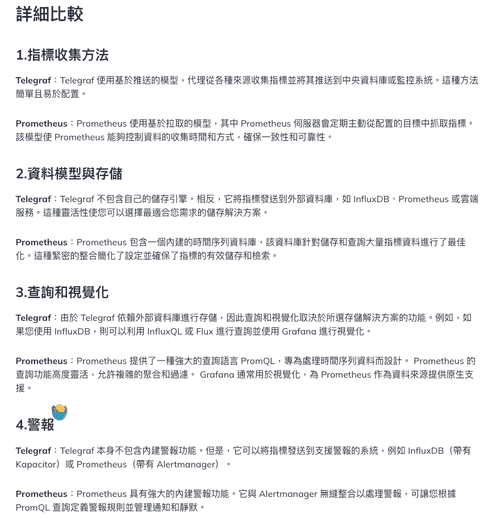 詳細比較
1.指標收集方法
Telegraf：Telegraf 使用基於推送的模型，代理從各種來源收集指標並將其推送到中央資料庫或監控系統。這種方法
簡單且易於配置。
Prometheus：Prometheus 使用基於拉取的模型，其中 Prometheus 伺服器會定期主動從配置的目標中抓取指標。
該模型使 Prometheus 能夠控制資料的收集時間和方式，確保一致性和可靠性。
2.資料模型與存儲
Telegraf：Telegraf 不包含自己的儲存引擎。相反，它將指標發送到外部資料庫，如 InfluxDB、Prometheus 或雲端
服務。這種靈活性使您可以選擇最適合您需求的儲存解決方案。
Prometheus：Prometheus 包含一個內建的時間序列資料庫，該資料庫針對儲存和查詢大量指標資料進行了最佳
化。這種緊密的整合簡化了設定並確保了指標的有效儲存和檢索。
3.查詢和視覺化
Telegraf：由於 Telegraf 依賴外部資料庫進行存儲，因此查詢和視覺化取決於所選存儲解決方案的功能。例如，如
果您使用 InfluxDB，則可以利用 InfluxQL 或 Flux 進行查詢並使用 Grafana 進行視覺化。
Prometheus：Prometheus 提供了一種強大的查詢語言 PromQL，專為處理時間序列資料而設計。 Prometheus 的
查詢功能高度靈活，允許複雜的聚合和過濾。 Grafana 通常用於視覺化，為 Prometheus 作為資料來源提供原生支
援。
4.警報
Telegraf：Telegraf 本身不包含內建警報功能。但是，它可以將指標發送到支援警報的系統，例如 InfluxDB（帶有
Kapacitor）或 Prometheus（帶有 Alertmanager）。
Prometheus：Prometheus 具有強大的內建警報功能。它與 Alertmanager 無縫整合以處理警報，可讓您根據
PromQL 查詢定義警報規則並管理通知和靜默。